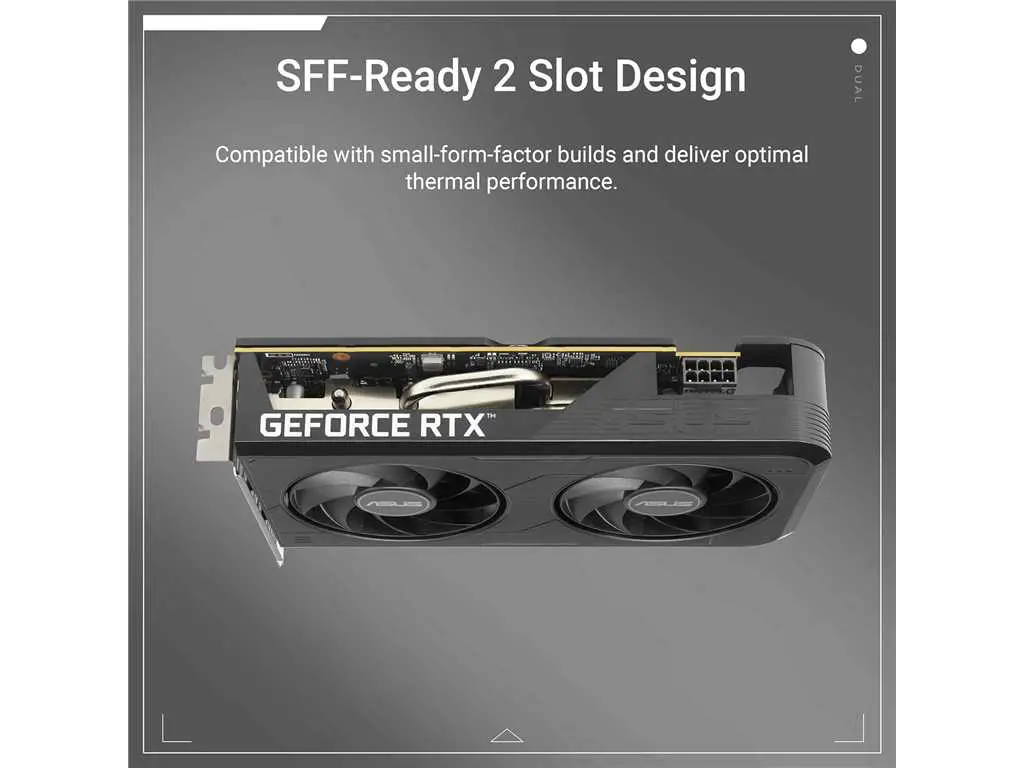 SFF-Ready 2 Slot Design
DUAL
Compatible with small-form-factor builds and deliver optimal
thermal performance.
GEFORCE RTX™
ASUS
ASUS
ASUS